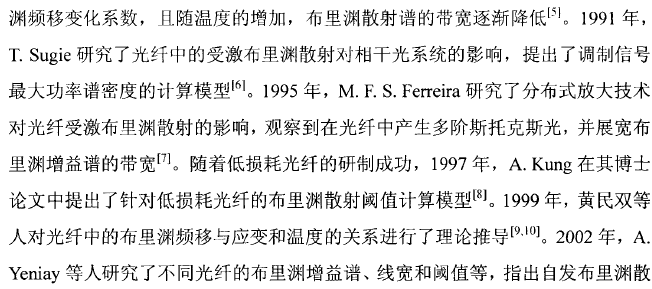 渊频移变化系数，且随温度的增加，布里渊散射谱的带宽逐渐降低[5]。1991 年，
T. Sugie 研究了光纤中的受激布里渊散射对相干光系统的影响，提出了调制信号
最大功率谱密度的计算模型[6]。1995 年，M. F. S. Ferreira 研究了分布式放大技术
对光纤受激布里渊散射的影响，观察到在光纤中产生多阶斯托克斯光，并展宽布
里渊增益谱的带宽[7]。随着低损耗光纤的研制成功，1997 年，A. Kung 在其博士
论文中提出了针对低损耗光纤的布里渊散射阈值计算模型[8]。1999 年，黄民双等
人对光纤中的布里渊频移与应变和温度的关系进行了理论推导[9,10]。2002 年，A.
Yeniay 等人研究了不同光纤的布里渊增益谱、线宽和阈值等，指出自发布里渊散